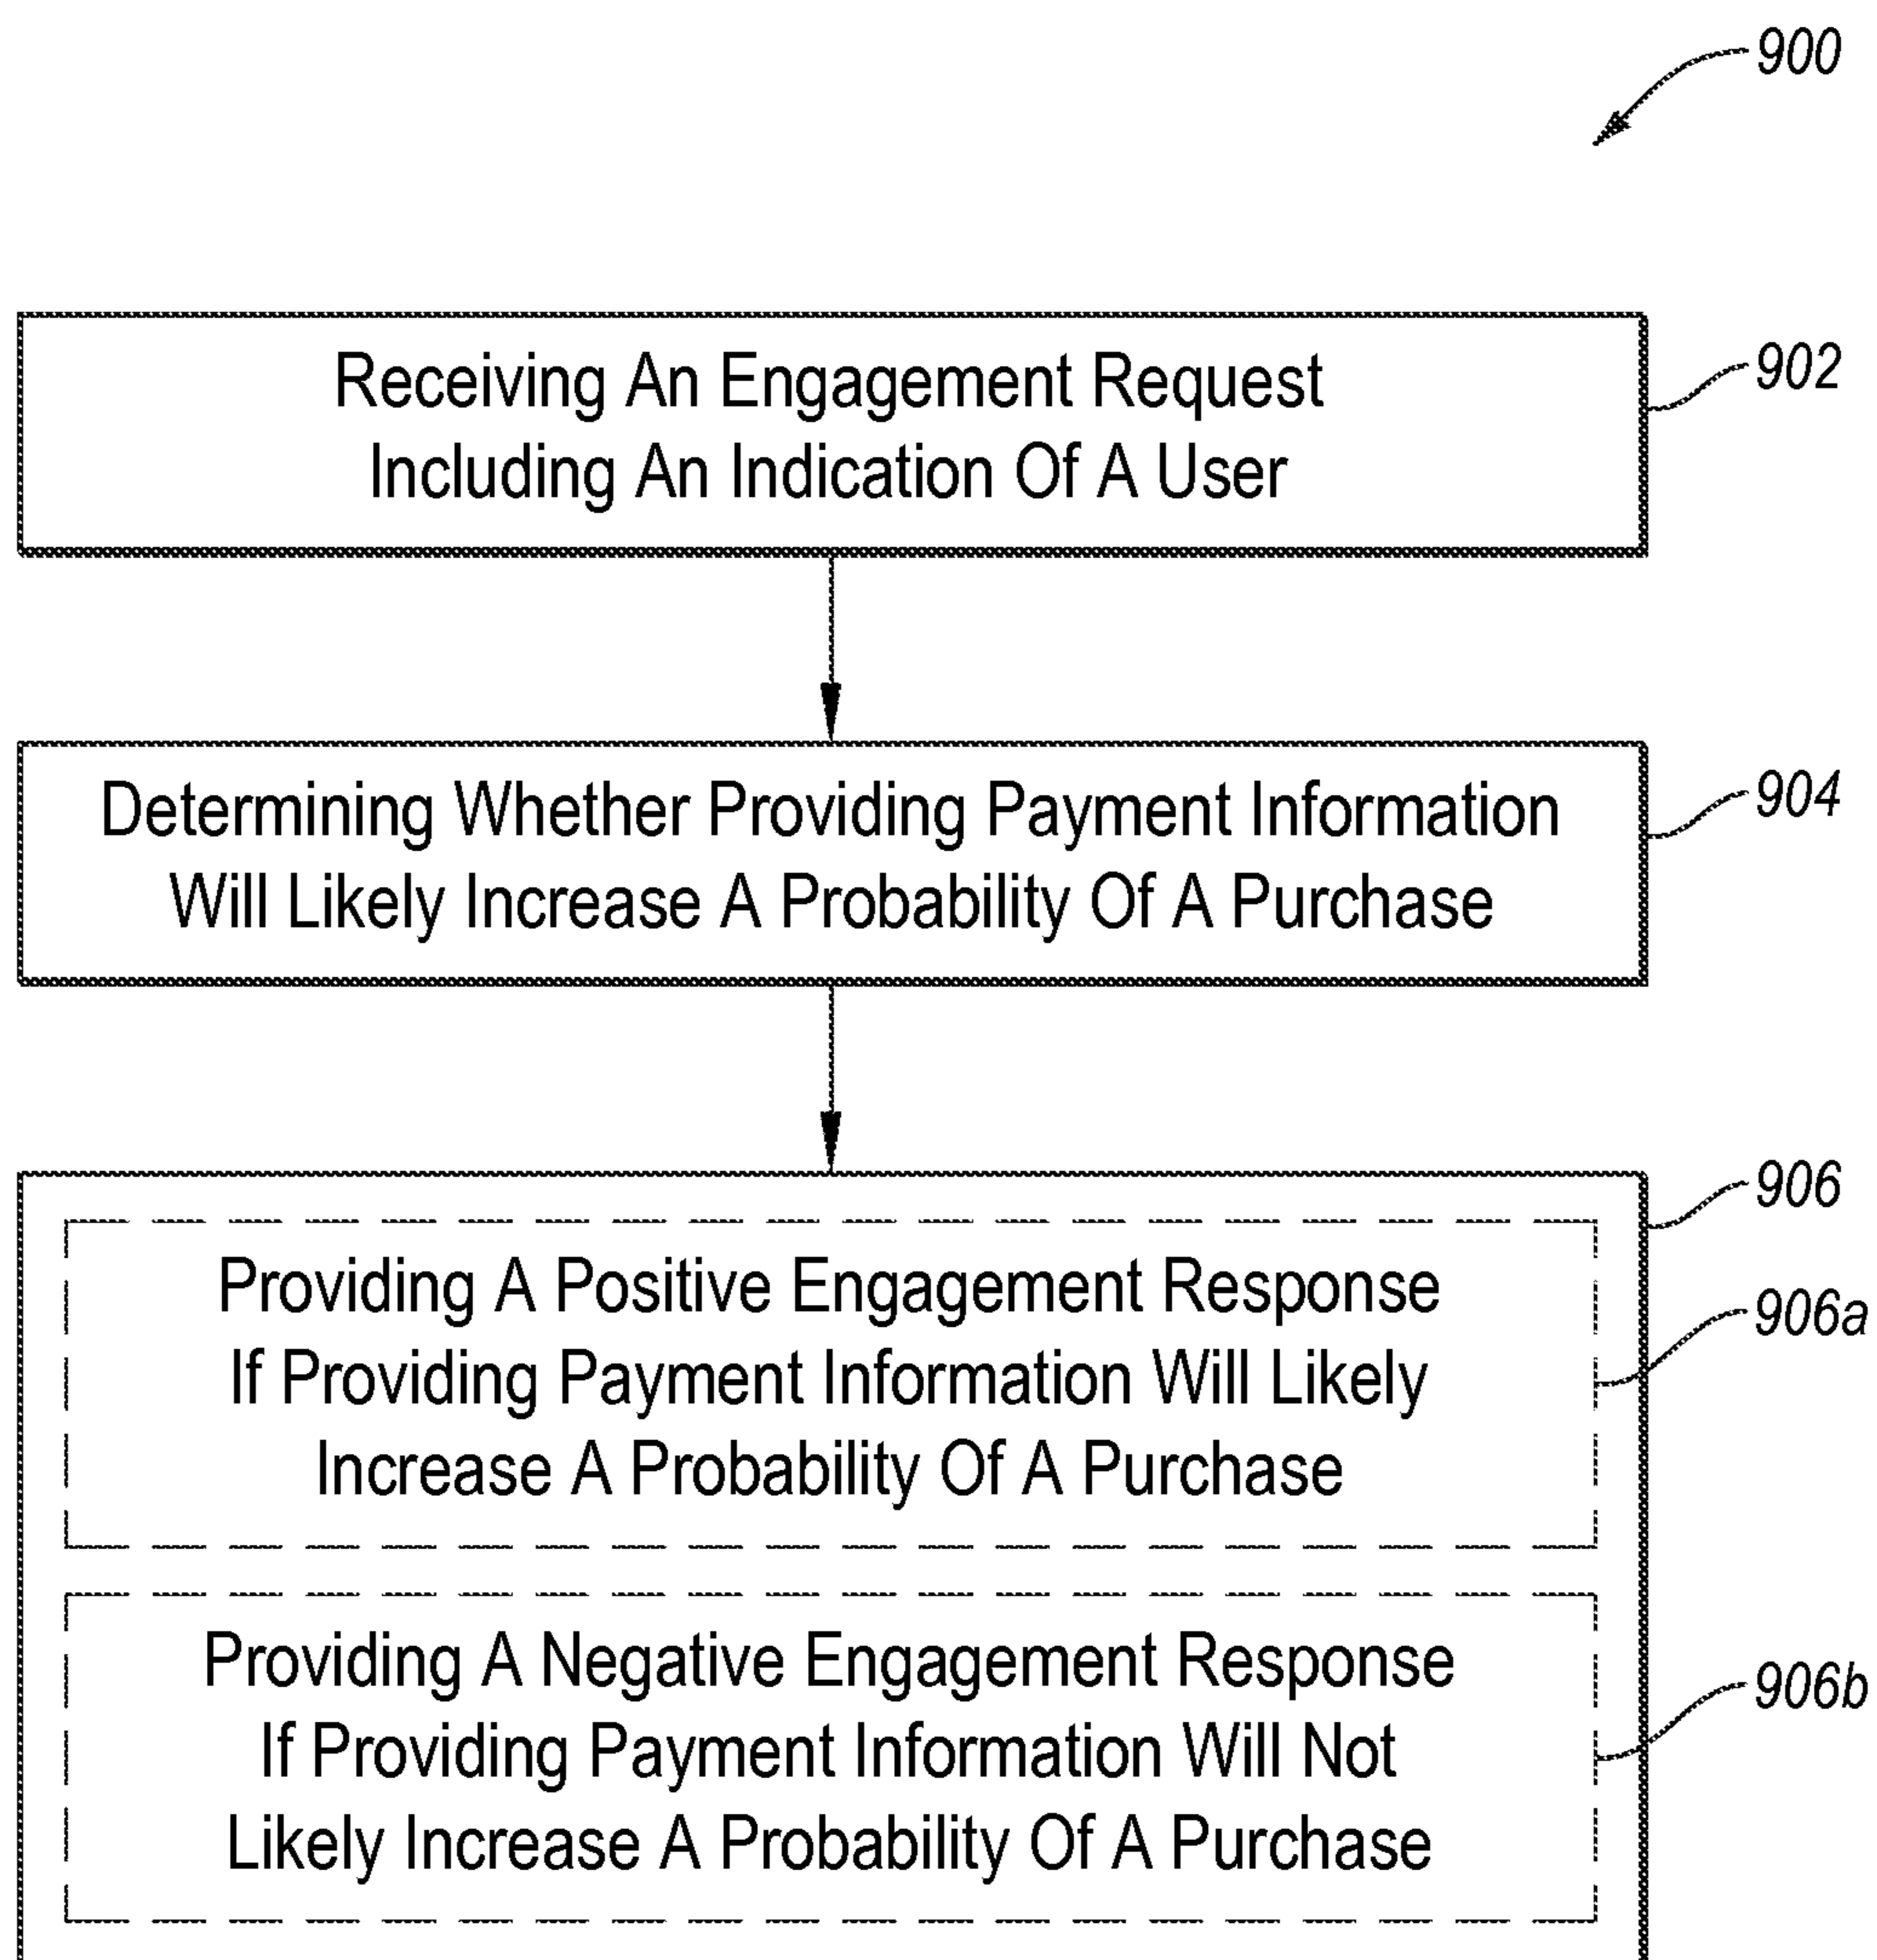 900
Receiving An Engagement Request
Including An Indication Of A User
902
Determining Whether Providing Payment Information
Will Likely Increase A Probability Of A Purchase
904
906
Providing A Positive Engagement Response
If Providing Payment Information Will Likely
Increase A Probability Of A Purchase
906a
Providing A Negative Engagement Response
If Providing Payment Information Will Not
Likely Increase A Probability Of A Purchase
906b